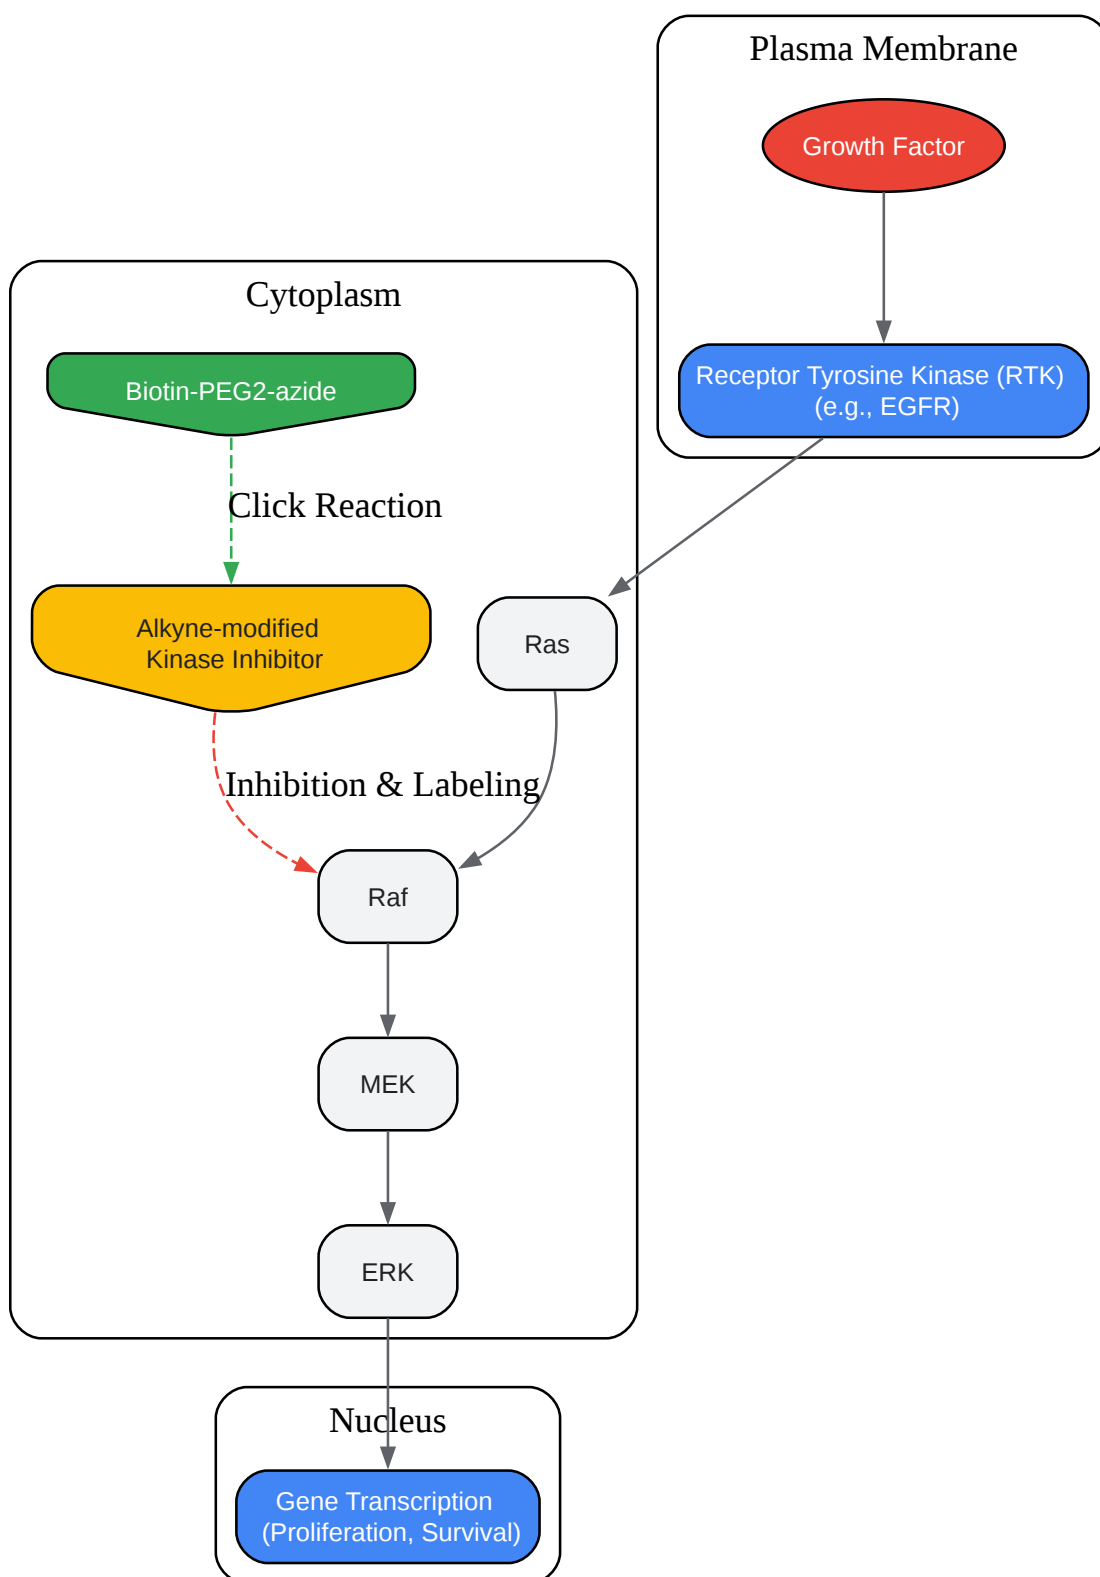 Plasma Membrane
Growth Factor
Receptor Tyrosine Kinase (RTK)
(e.g., EGFR)
Cytoplasm
Biotin-PEG2-azide
Click Reaction
Alkyne-modified
Kinase Inhibitor
Ras
Inhibition & Labeling
Raf
MEK
ERK
Nucleus
Gene Transcription
(Proliferation, Survival)